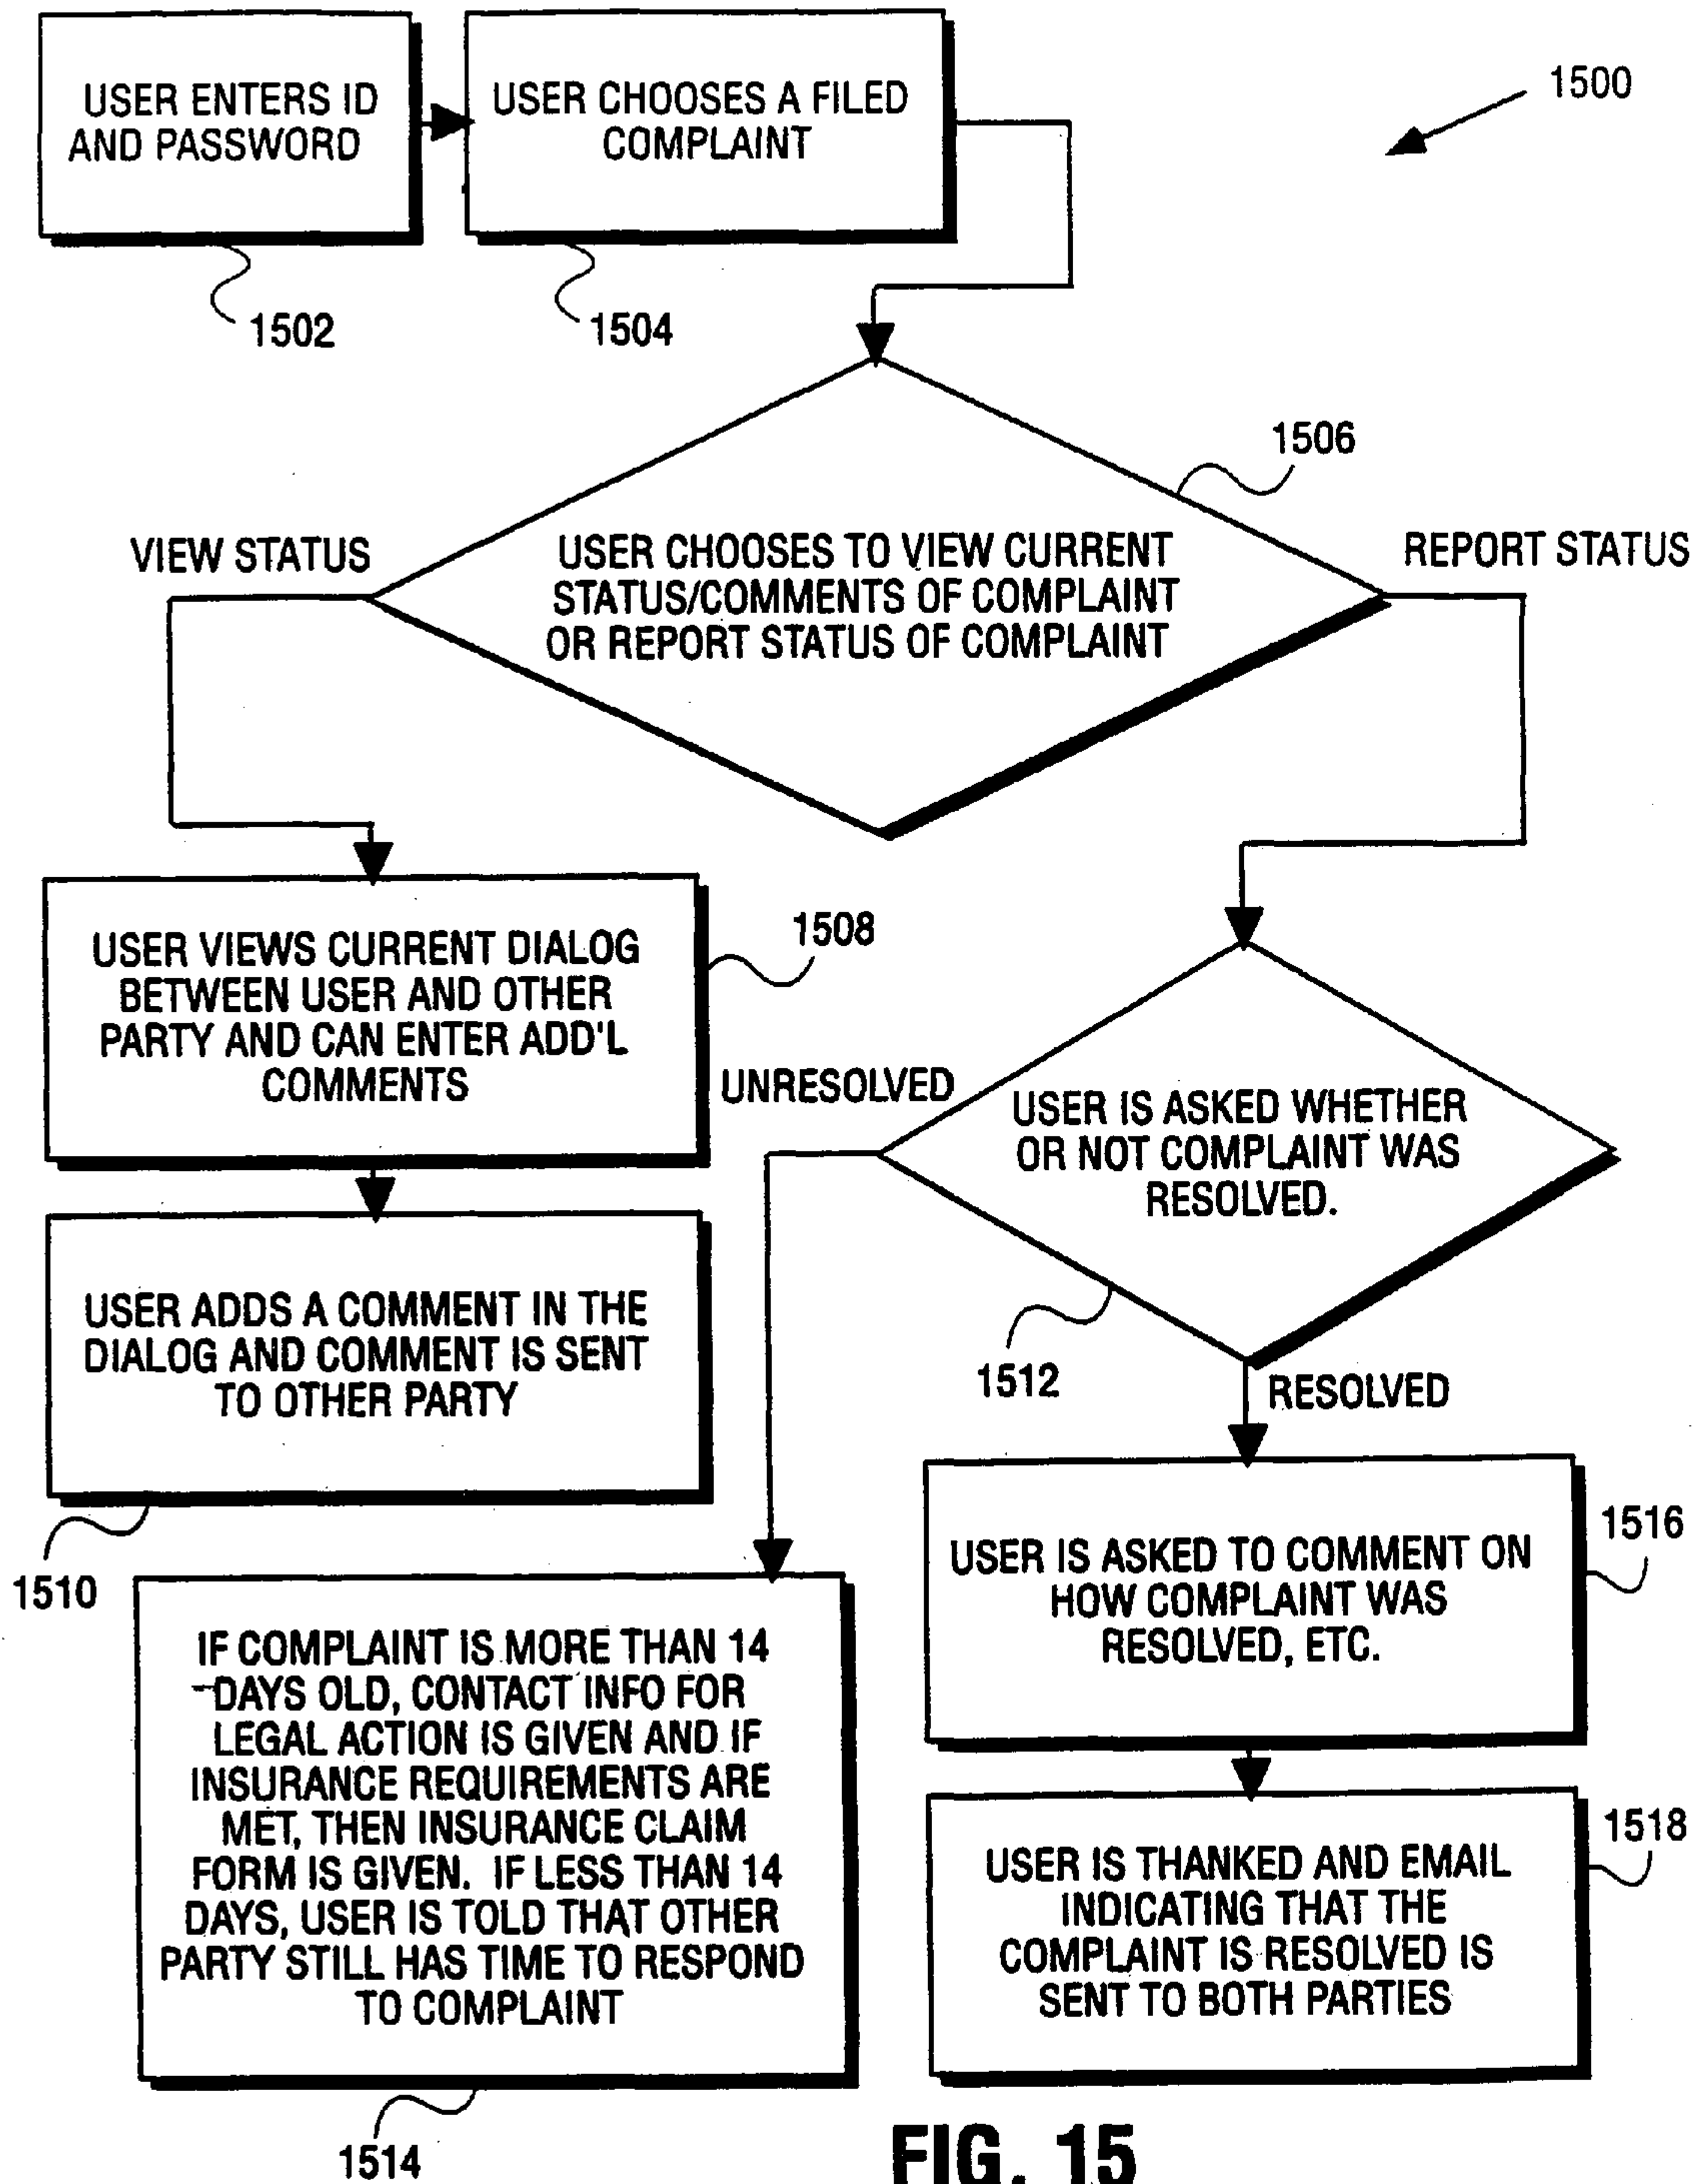 USER ENTERS ID
AND PASSWORD
1502
USER CHOOSES A FILED
COMPLAINT
1504
1500
1506
USER CHOOSES TO VIEW CURRENT
STATUS/COMMENTS OF COMPLAINT
OR REPORT STATUS OF COMPLAINT
VIEW STATUS
REPORT STATUS
USER VIEWS CURRENT DIALOG
BETWEEN USER AND OTHER
PARTY AND CAN ENTER ADD'L
COMMENTS
1508
USER ADDS A COMMENT IN THE
DIALOG AND COMMENT IS SENT
TO OTHER PARTY
1510
UNRESOLVED
USER IS ASKED WHETHER
OR NOT COMPLAINT WAS
RESOLVED.
1512
RESOLVED
IF COMPLAINT IS MORE THAN 14
DAYS OLD, CONTACT INFO FOR
LEGAL ACTION IS GIVEN AND IF
INSURANCE REQUIREMENTS ARE
MET, THEN INSURANCE CLAIM
FORM IS GIVEN. IF LESS THAN 14
DAYS, USER IS TOLD THAT OTHER
PARTY STILL HAS TIME TO RESPOND
TO COMPLAINT
1514
USER IS ASKED TO COMMENT ON
HOW COMPLAINT WAS
RESOLVED, ETC.
1516
USER IS THANKED AND EMAIL
INDICATING THAT THE
COMPLAINT IS RESOLVED IS
SENT TO BOTH PARTIES
1518
FIG. 15